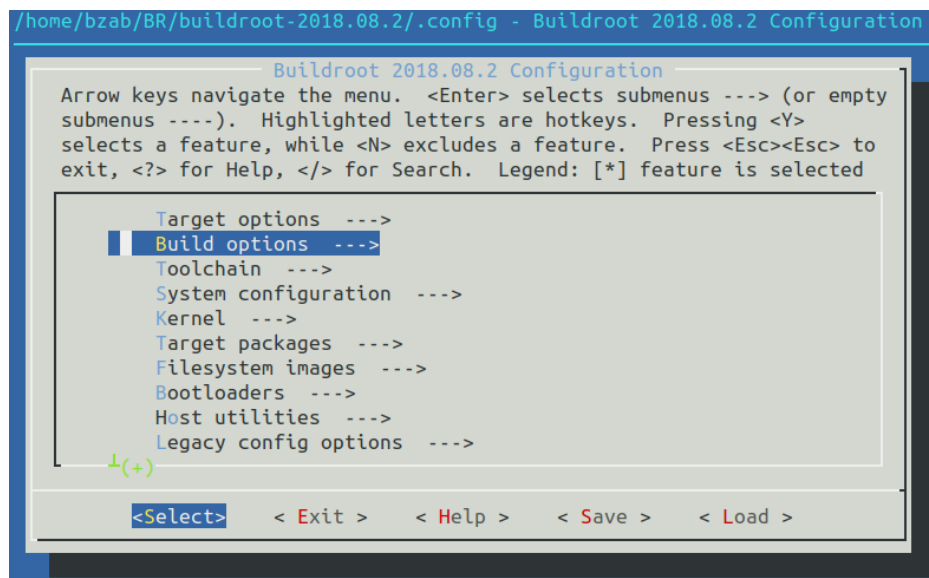 /home/bzab/BR/buildroot-2018.08.2/.config - Buildroot 2018.08.2 Configuration
Buildroot 2018.08.2 Configuration
Arrow keys navigate the menu.  <Enter> selects submenus ---> (or empty
submenus ----).  Highlighted letters are hotkeys.  Pressing <Y>
selects a feature, while <N> excludes a feature.  Press <Esc><Esc> to
exit, <?> for Help, </> for Search.  Legend: [*] feature is selected
Target options  --->
Build options  --->
Toolchain  --->
System configuration  --->
Kernel  --->
Target packages  --->
Filesystem images  --->
Bootloaders  --->
Host utilities  --->
Legacy config options  --->
┴(+)
<Select>    < Exit >    < Help >    < Save >    < Load >